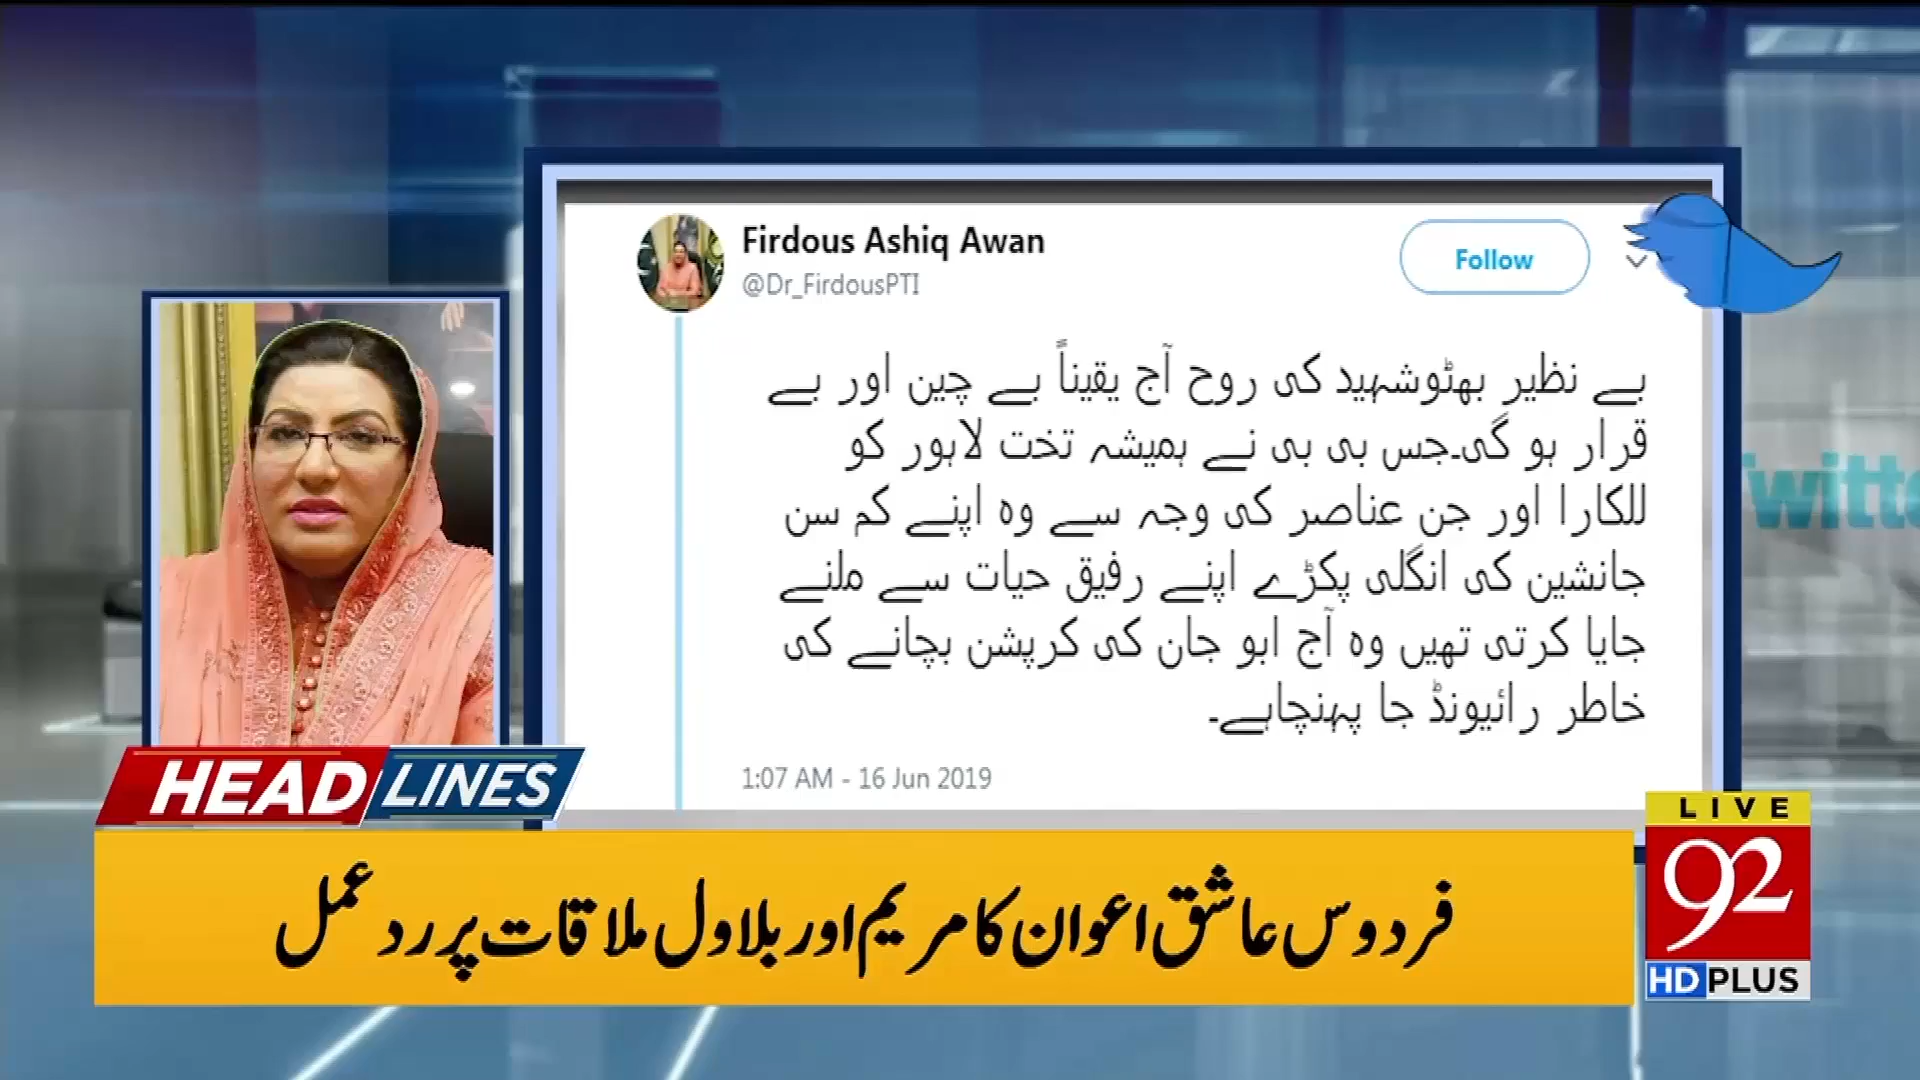 Firdous Ashiq Awan
@Dr_FirdousPTI
Follow
بے نظیر بھٹوشہید کی روح آج یقیناً بے چین اور بے
قرار ہو گی۔جس بی بی نے ہمیشہ تخت لاہور کو
للکارا اور جن عناصر کی وجہ سے وہ اپنے کم سن
جانشین کی انگلی پکڑے اپنے رفیق حیات سے ملنے
جایا کرتی تھیں وہ آج ابو جان کی کرپشن بچانے کی
خاطر رائیونڈ جا پہنچاہے۔
1:07 AM - 16 Jun 2019
HEADLINES
فردوس عاشق اعوان کا مریم اور بلاول ملاقات پر رد عمل
LIVE
92
HD PLUS